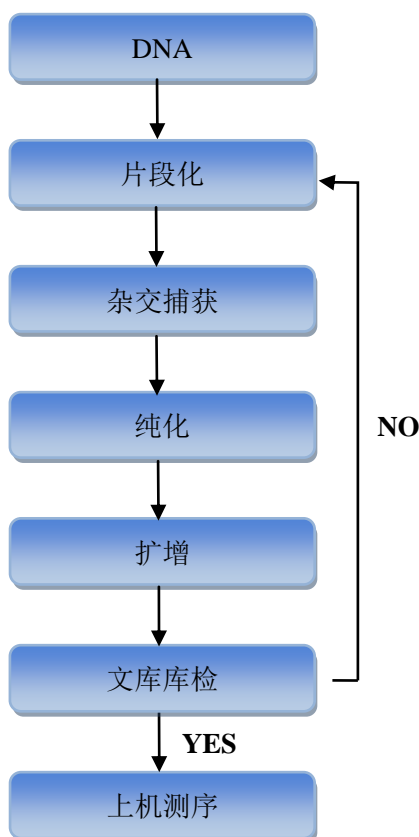 DNA
片段化
杂交捕获
纯化
NO
扩增
文库库检
YES
上机测序